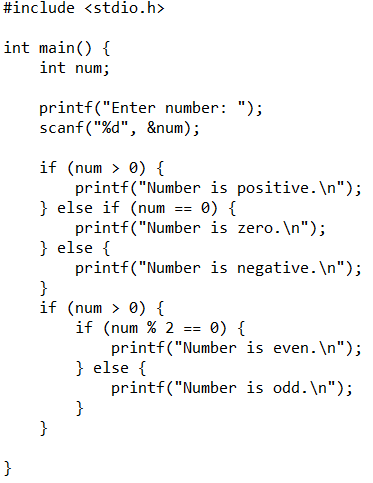 #include <stdio.h>

int main() {
    int num;

    printf("Enter number: ");
    scanf("%d", &num);

    if (num > 0) {
        printf("Number is positive.\n");
    } else if (num == 0) {
        printf("Number is zero.\n");
    } else {
        printf("Number is negative.\n");
    }
    if (num > 0) {
        if (num % 2 == 0) {
            printf("Number is even.\n");
        } else {
            printf("Number is odd.\n");
        }
    }

}